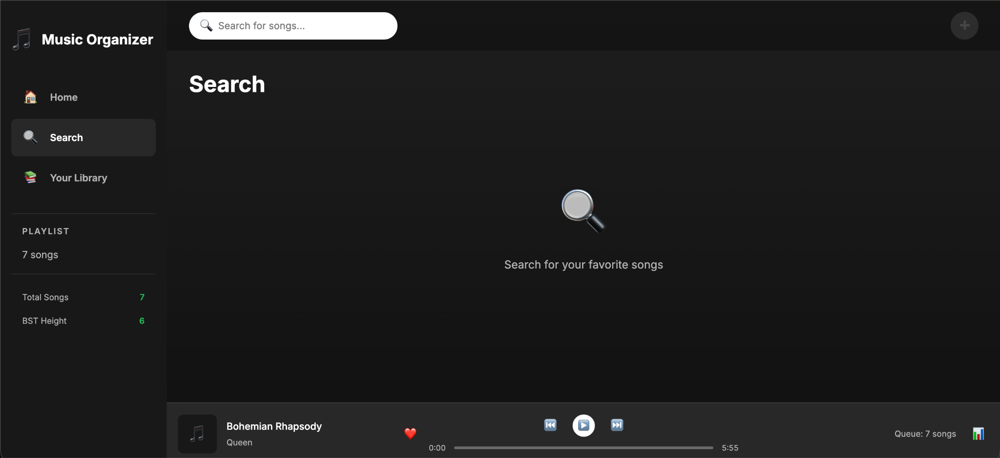 Music Organizer
Search for songs...
Home
Search
Your Library
PLAYLIST
7 songs
Total Songs 7
BST Height 6
Search
Search for your favorite songs
Bohemian Rhapsody
Queen
0:00
5:55
Queue: 7 songs